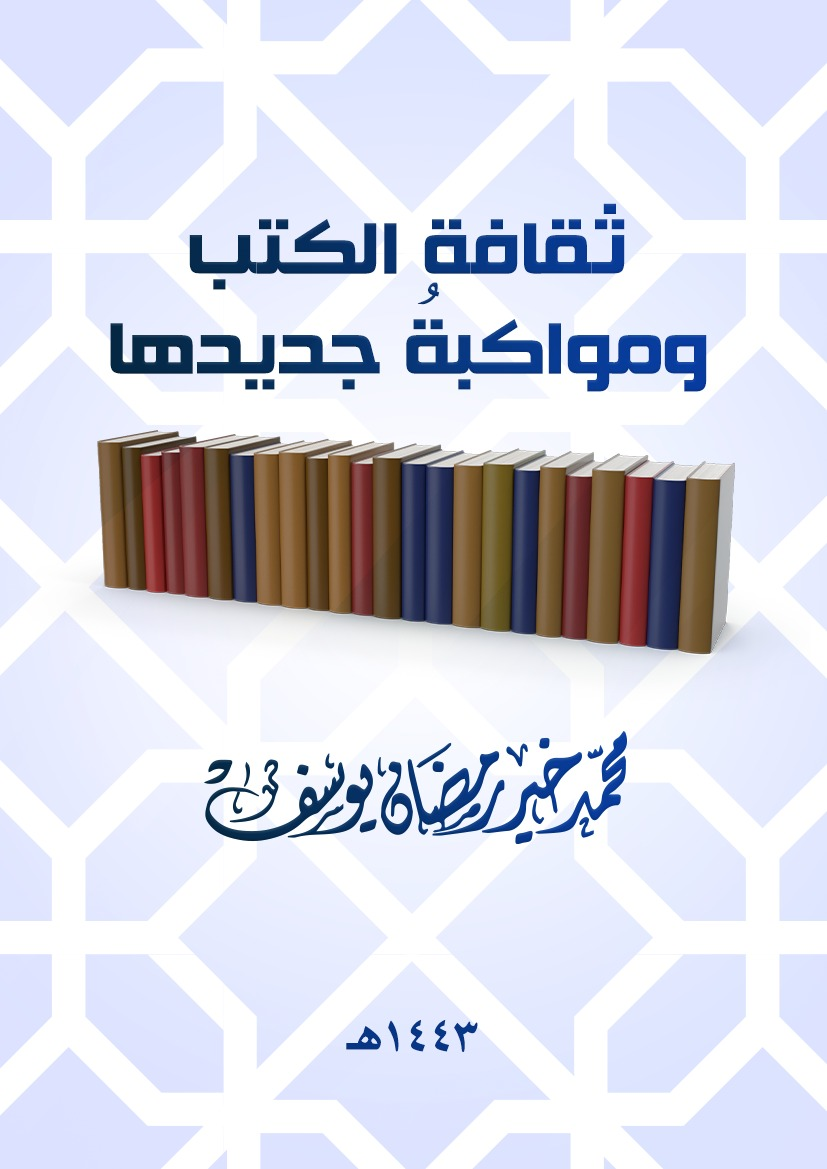 ثقافة الكتب
ومواكبةُ جديدها
محمد خير رمضان يوسف
١٤٤٣هـ